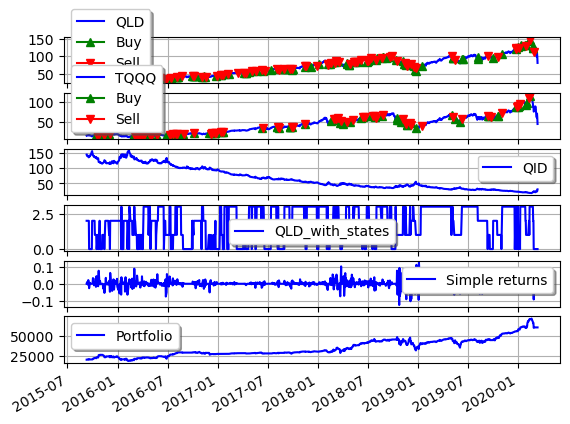 QLD
Buy
Sell
150
100
50
TQQQ
Buy
Sell
100
50
150
100
50
QID
2.5
0.0
QLD_with_states
0.1
0.0
−0.1
Simple returns
50000
25000
Portfolio
2015-07
2016-01
2016-07
2017-01
2017-07
2018-01
2018-07
2019-01
2019-07
2020-01